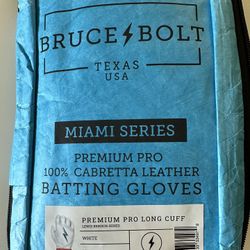 BRUCE BOLT
TEXAS
USA
MIAMI SERIES
PREMIUM PRO
100% CABRETTA LEATHER
BATTING GLOVES
PREMIUM PRO LONG CUFF
WHITE